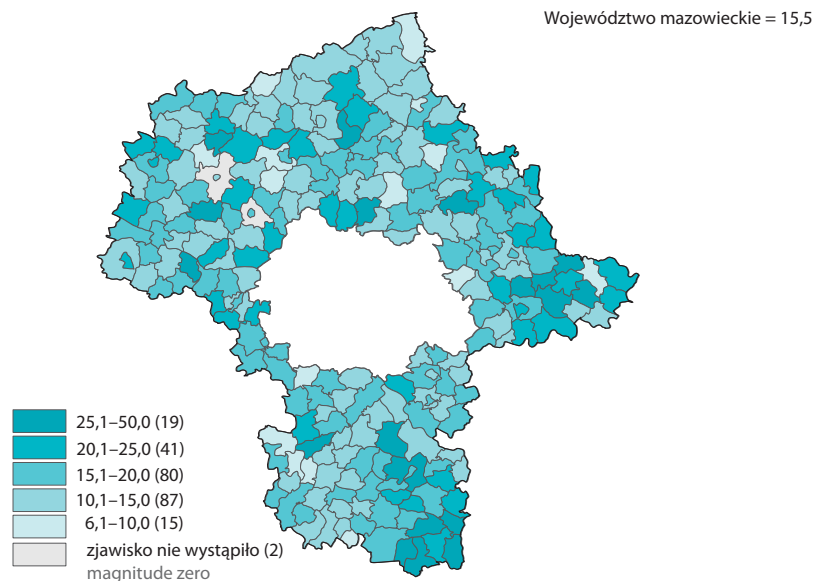 Województwo mazowieckie = 15,5
25,1–50,0 (19)
20,1–25,0 (41)
15,1–20,0 (80)
10,1–15,0 (87)
6,1–10,0 (15)
zjawisko nie wystąpiło (2)
magnitude zero